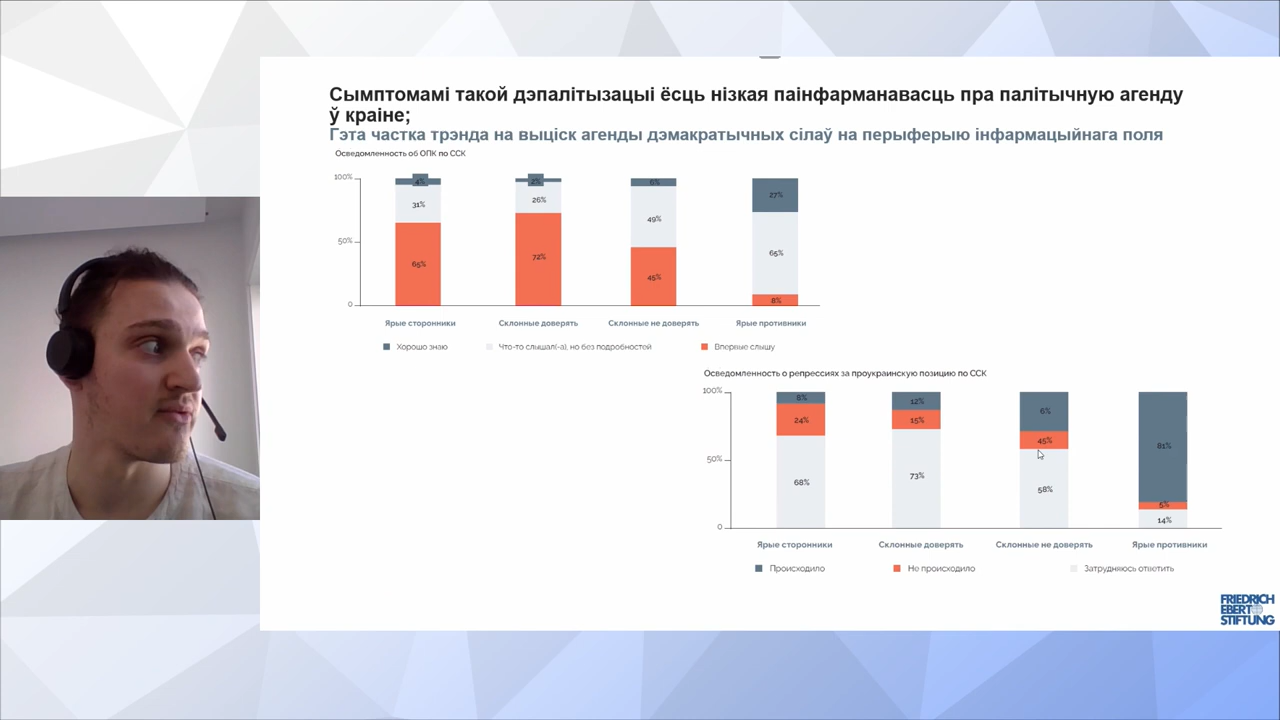 Сымптомамі такой дэпалітызацыі ёсць нізкая паінфарманавасць пра палітычную агенду
ў краіне;
Гэта частка трэнда на выціск агенды дэмакратычных сілаў на перыферыю інфармацыйнага поля
Осведомленность об ОПК по ССК
100%
50%
0
4%
31%
65%
2%
26%
72%
6%
49%
45%
27%
65%
8%
Ярые сторонники
Склонные доверять
Склонные не доверять
Ярые противники
Хорошо знаю
Что-то слышал(-а), но без подробностей
Впервые слышу
Осведомленность о репрессиях за проукраинскую позицию по ССК
100%
50%
0
8%
24%
68%
12%
15%
73%
6%
45%
58%
81%
5%
14%
Ярые сторонники
Склонные доверять
Склонные не доверять
Ярые противники
Происходило
Не происходило
Затрудняюсь ответить
FRIEDRICH
EBERT
STIFTUNG